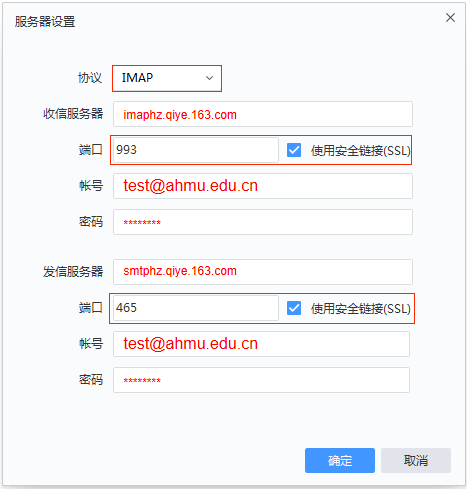 服务器设置
协议 IMAP
收信服务器 imaphz.qiye.163.com
端口 993 使用安全链接(SSL)
帐号 test@ahmu.edu.cn
密码 ********
发信服务器 smtphz.qiye.163.com
端口 465 使用安全链接(SSL)
帐号 test@ahmu.edu.cn
密码 ********
确定 取消